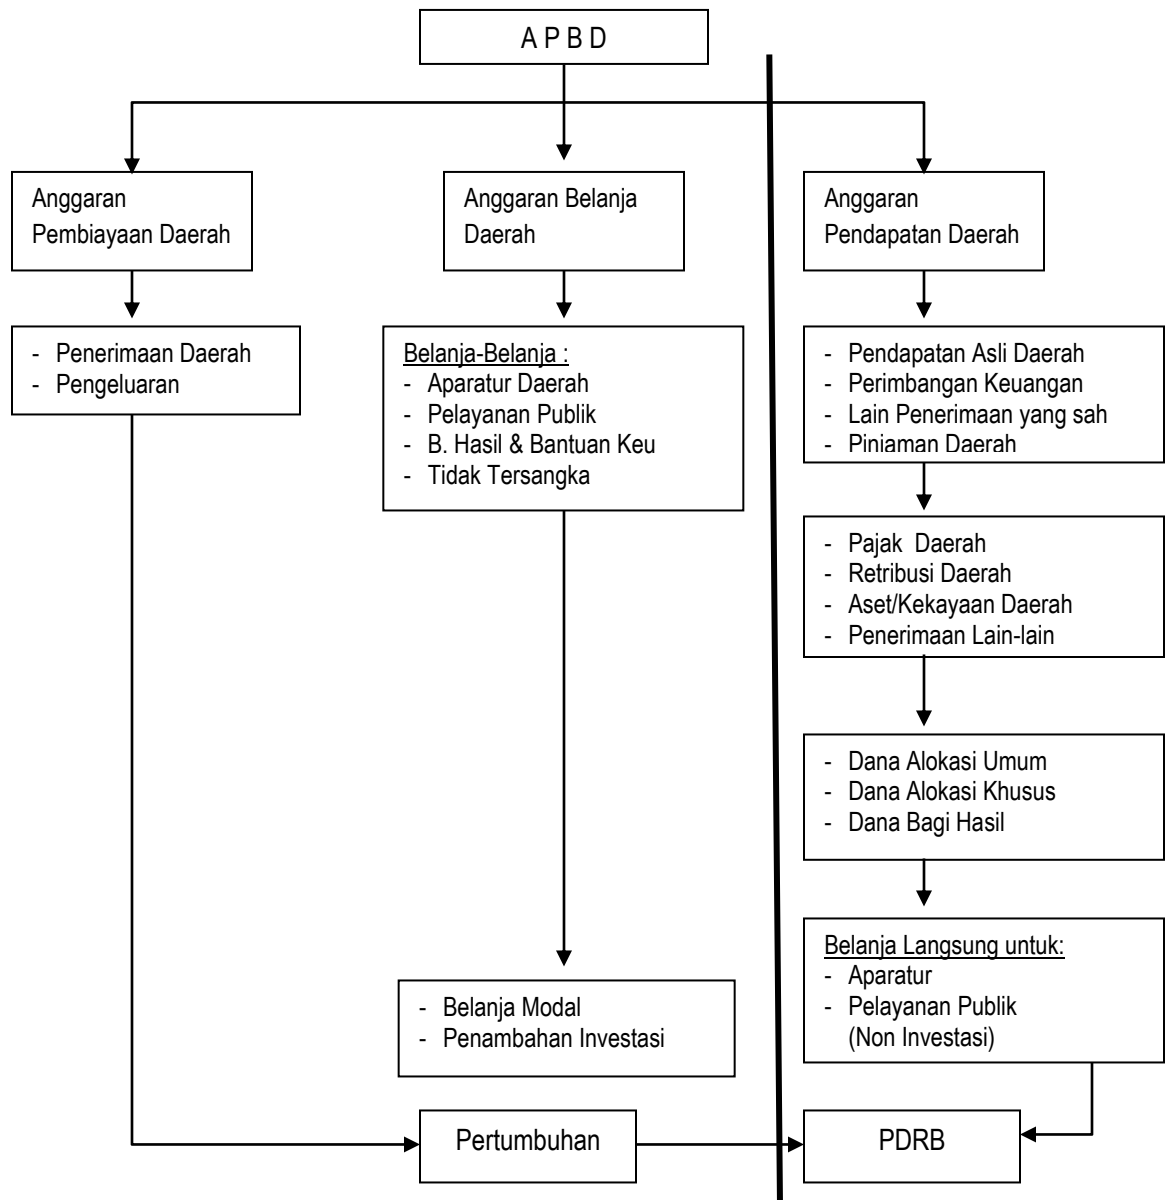 A P B D
Anggaran
Pembiayaan Daerah
Anggaran Belanja
Daerah
Anggaran
Pendapatan Daerah
- Penerimaan Daerah
- Pengeluaran
Belanja-Belanja :
- Aparatur Daerah
- Pelayanan Publik
- B. Hasil & Bantuan Keu
- Tidak Tersangka
- Pendapatan Asli Daerah
- Perimbangan Keuangan
- Lain Penerimaan yang sah
- Pinjaman Daerah
- Pajak Daerah
- Retribusi Daerah
- Aset/Kekayaan Daerah
- Penerimaan Lain-lain
- Dana Alokasi Umum
- Dana Alokasi Khusus
- Dana Bagi Hasil
Belanja Langsung untuk:
- Aparatur
- Pelayanan Publik
(Non Investasi)
- Belanja Modal
- Penambahan Investasi
Pertumbuhan
PDRB